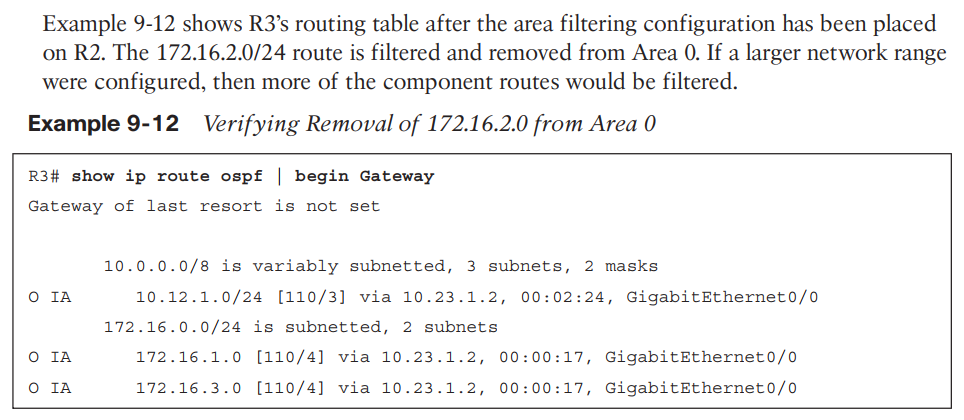 Example 9-12 shows R3’s routing table after the area filtering configuration has been placed
on R2. The 172.16.2.0/24 route is filtered and removed from Area 0. If a larger network range
were configured, then more of the component routes would be filtered.
Example 9-12 Verifying Removal of 172.16.2.0 from Area 0
R3# show ip route ospf | begin Gateway
Gateway of last resort is not set
10.0.0.0/8 is variably subnetted, 3 subnets, 2 masks
O IA 10.12.1.0/24 [110/3] via 10.23.1.2, 00:02:24, GigabitEthernet0/0
172.16.0.0/24 is subnetted, 2 subnets
O IA 172.16.1.0 [110/4] via 10.23.1.2, 00:00:17, GigabitEthernet0/0
O IA 172.16.3.0 [110/4] via 10.23.1.2, 00:00:17, GigabitEthernet0/0